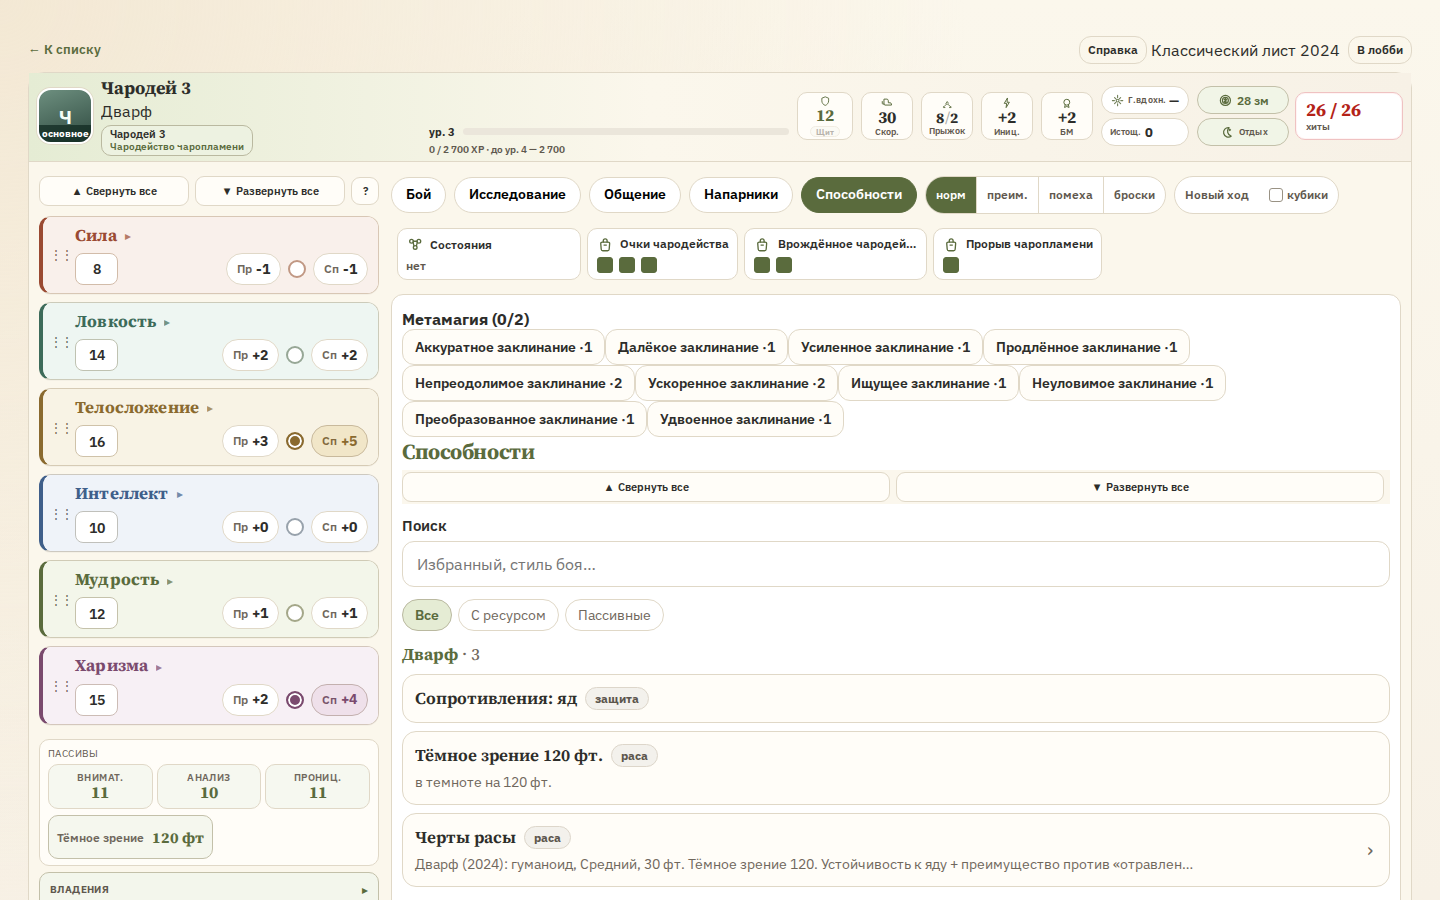 ← К списку
Справка Классический лист 2024 В лобби
Ч
основное
Чародей 3
Дварф
Чародей 3
Чародейство чаропламени
ур. 3
0 / 2 700 XP · до ур. 4 — 2 700
12
Щит
30
Скор.
8/2
Прыжок
+2
Иниц.
+2
БМ
Г.вдохн. —
Истощ. 0
28 зм
Отдых
26 / 26
хиты
▲ Свернуть все ▼ Развернуть все ?
Сила ▸
8 Пр -1 Сп -1
Ловкость ▸
14 Пр +2 Сп +2
Телосложение ▸
16 Пр +3 Сп +5
Интеллект ▸
10 Пр +0 Сп +0
Мудрость ▸
12 Пр +1 Сп +1
Харизма ▸
15 Пр +2 Сп +4
ПАССИВЫ
ВНИМАТ. АНАЛИЗ ПРОНИЦ.
11 10 11
Тёмное зрение 120 фт
ВЛАДЕНИЯ ▸
Бой Исследование Общение Напарники Способности норм преим. помеха броски Новый ход кубики
Состояния
нет
Очки чародейства
Врождённое чародей...
Прорыв чаропламени
Метамагия (0/2)
Аккуратное заклинание ·1 Далёкое заклинание ·1 Усиленное заклинание ·1 Продлённое заклинание ·1
Непреодолимое заклинание ·2 Ускоренное заклинание ·2 Ищущее заклинание ·1 Неуловимое заклинание ·1
Преобразованное заклинание ·1 Удвоенное заклинание ·1
Способности
▲ Свернуть все ▼ Развернуть все
Поиск
Избранный, стиль боя...
Все С ресурсом Пассивные
Дварф · 3
Сопротивления: яд защита
Тёмное зрение 120 фт. раса
в темноте на 120 фт.
Черты расы раса
Дварф (2024): гуманоид, Средний, 30 фт. Тёмное зрение 120. Устойчивость к яду + преимущество против «отравлен... ›